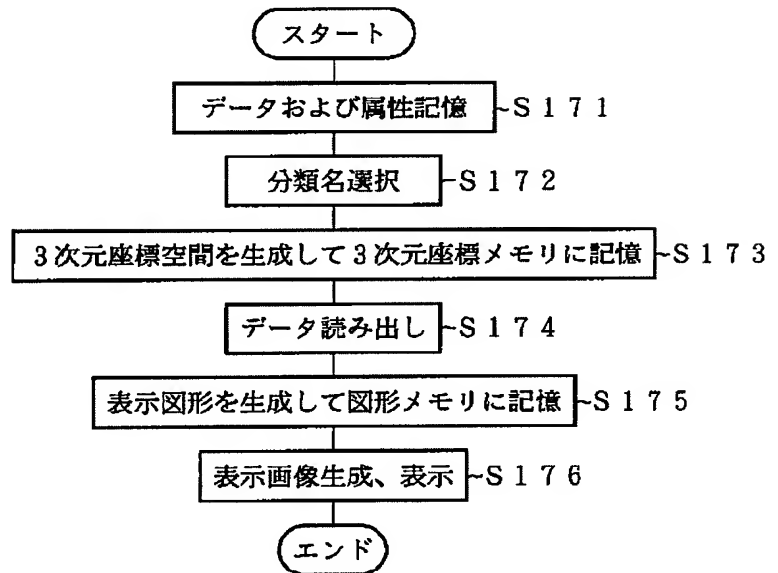 スタート
データおよび属性記憶 ~S171
分類名選択 ~S172
3次元座標空間を生成して3次元座標メモリに記憶 ~S173
データ読み出し ~S174
表示図形を生成して図形メモリに記憶 ~S175
表示画像生成、表示 ~S176
エンド